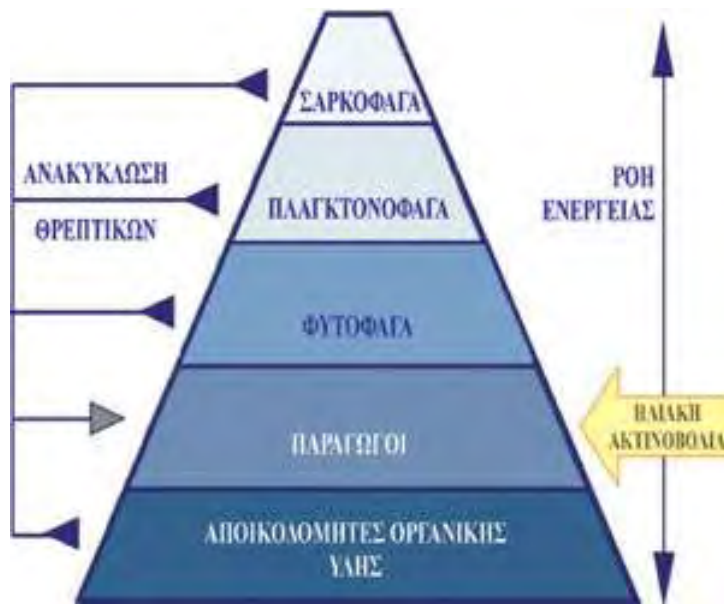 ΣΑΡΚΟΦΑΓΑ
ΑΝΑΚΥΚΛΩΣΗ
ΘΡΕΠΤΙΚΩΝ
ΠΛΑΓΚΤΟΝΟΦΑΓΑ
ΡΟΗ
ΕΝΕΡΓΕΙΑΣ
ΦΥΤΟΦΑΓΑ
ΗΛΙΑΚΗ
ΑΚΤΙΝΟΒΟΛΙΑ
ΠΑΡΑΓΩΓΟΙ
ΑΠΟΙΚΟΔΟΜΗΤΕΣ ΟΡΓΑΝΙΚΗΣ
ΥΛΗΣ